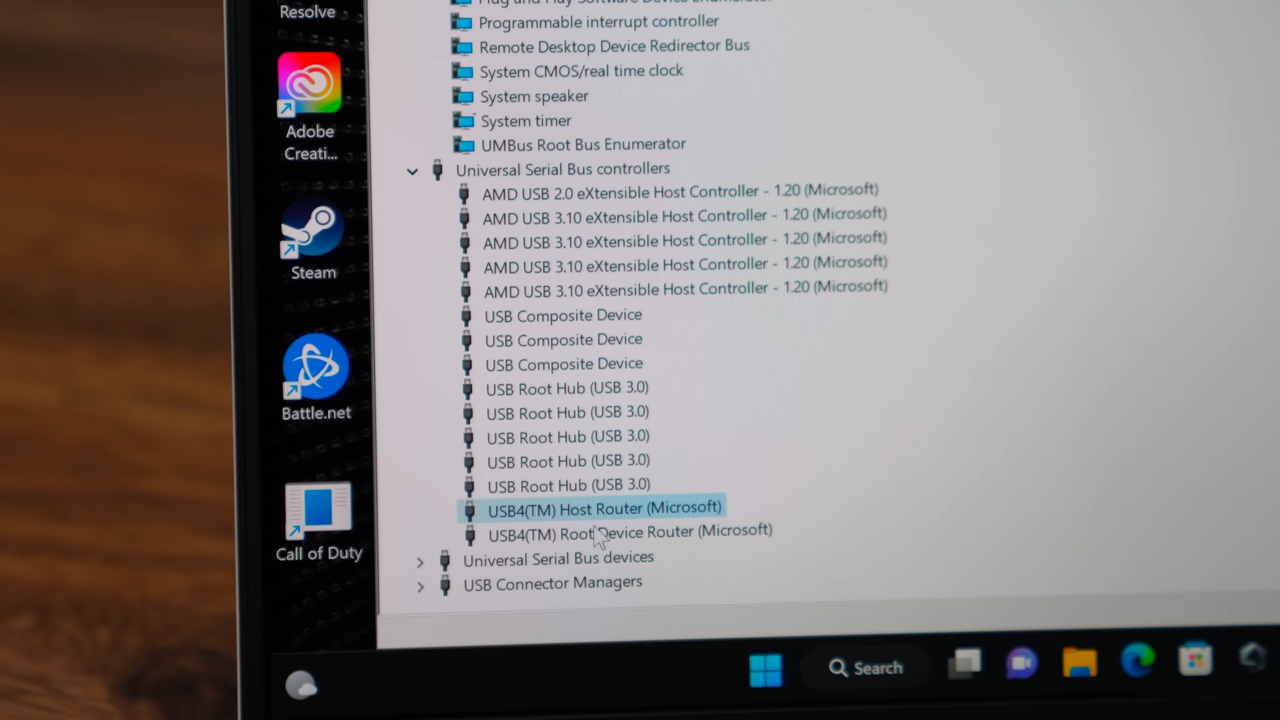 Resolve
Adobe
Creati...
Steam
Battle.net
Call of Duty
Plug and Play Software Device Enumerator
Programmable interrupt controller
Remote Desktop Device Redirector Bus
System CMOS/real time clock
System speaker
System timer
UMBus Root Bus Enumerator
Universal Serial Bus controllers
AMD USB 2.0 eXtensible Host Controller - 1.20 (Microsoft)
AMD USB 3.10 eXtensible Host Controller - 1.20 (Microsoft)
AMD USB 3.10 eXtensible Host Controller - 1.20 (Microsoft)
AMD USB 3.10 eXtensible Host Controller - 1.20 (Microsoft)
AMD USB 3.10 eXtensible Host Controller - 1.20 (Microsoft)
USB Composite Device
USB Composite Device
USB Composite Device
USB Root Hub (USB 3.0)
USB Root Hub (USB 3.0)
USB Root Hub (USB 3.0)
USB Root Hub (USB 3.0)
USB Root Hub (USB 3.0)
USB4(TM) Host Router (Microsoft)
USB4(TM) Root Device Router (Microsoft)
Universal Serial Bus devices
USB Connector Managers
Search